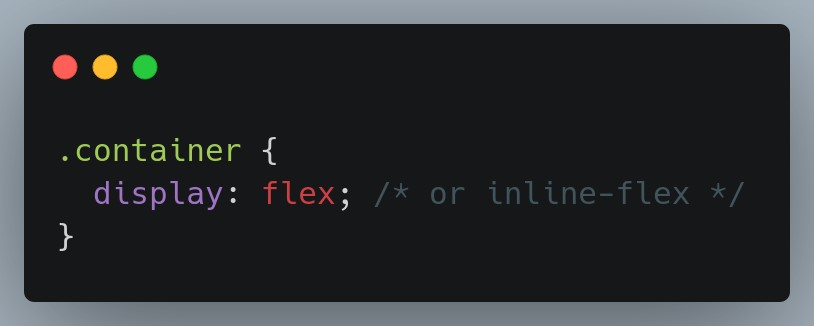 .container {
  display: flex; /* or inline-flex */
}